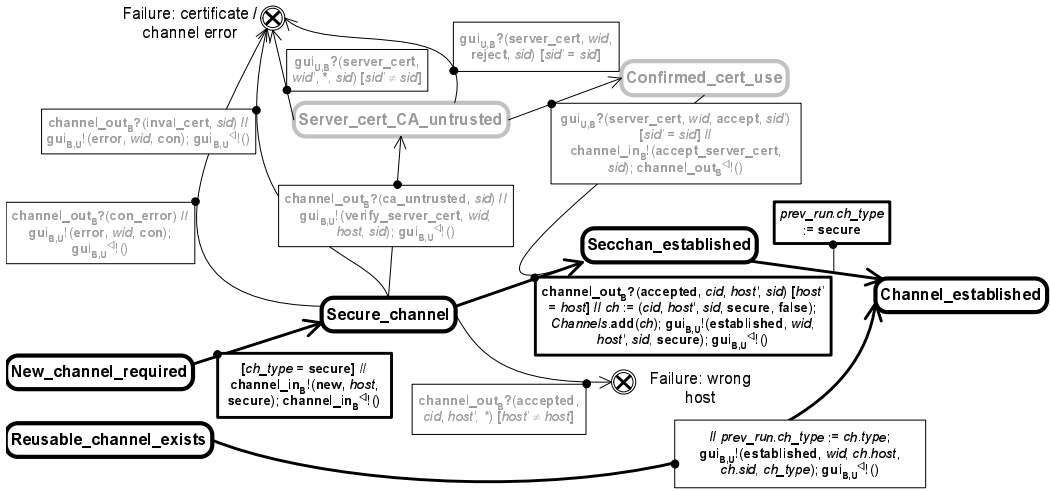 Failure: certificate /
channel error
gui_U,B?(server_cert, wid,
reject, sid) [sid' = sid]
gui_U,B?(server_cert,
wid', *, sid) [sid' ≠ sid]
Confirmed_cert_use
Server_cert_CA_untrusted
channel_out_B?(inval_cert, sid) //
gui_B,U!(error, wid, con); gui_B,U^◁!()
gui_U,B?(server_cert, wid, accept, sid')
[sid' = sid] //
channel_in_B!(accept_server_cert,
sid); channel_out_B^◁!()
channel_out_B?(ca_untrusted, sid) //
gui_B,U!(verify_server_cert, wid,
host, sid); gui_B,U^◁!()
channel_out_B?(con_error) //
gui_B,U!(error, wid, con);
gui_B,U^◁!()
prev_run.ch_type
:= secure
Secchan_established
channel_out_B?(accepted, cid, host', sid) [host'
= host] // ch := (cid, host', sid, secure, false);
Channels.add(ch); gui_B,U!(established, wid,
host', sid, secure); gui_B,U^◁!()
Channel_established
Secure_channel
New_channel_required
[ch_type = secure] //
channel_in_B!(new, host,
secure); channel_in_B^◁!()
Failure: wrong
host
channel_out_B?(accepted,
cid, host', *) [host' ≠ host]
Reusable_channel_exists
// prev_run.ch_type := ch.type;
gui_B,U!(established, wid, ch.host,
ch.sid, ch_type); gui_B,U^◁!()